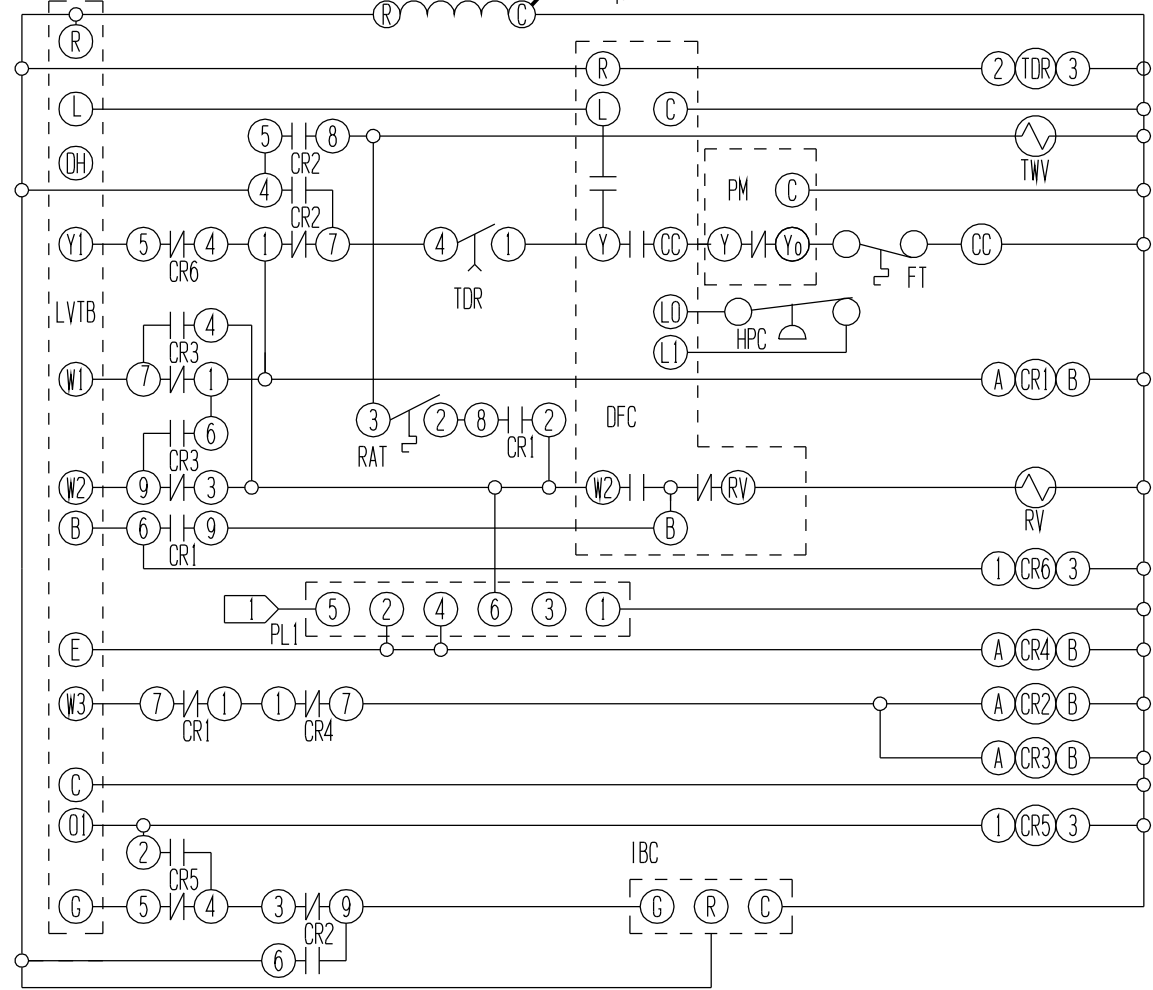 R C
R
R 2 TDR 3
L L C
5 8
CR2
TWV
DH
4
CR2
PM C
Y1 5 4 1 7 4 1 Y CC Y Yo CC
CR6
TDR
FT
LVTB
L0
HPC
4
CR3
L1
W1 7 1 A CR1 B
3 2 8 2
RAT
CR1
DFC
6
CR3
W2 9 3 W2 RV
RV
B 6 9 B
CR1
1 CR6 3
1 5 2 4 6 3 1
PL1
E A CR4 B
W3 7 1 1 7 A CR2 B
CR1 CR4
A CR3 B
C
O1 1 CR5 3
2
CR5
IBC
G 5 4 3 9 G R C
CR2
6